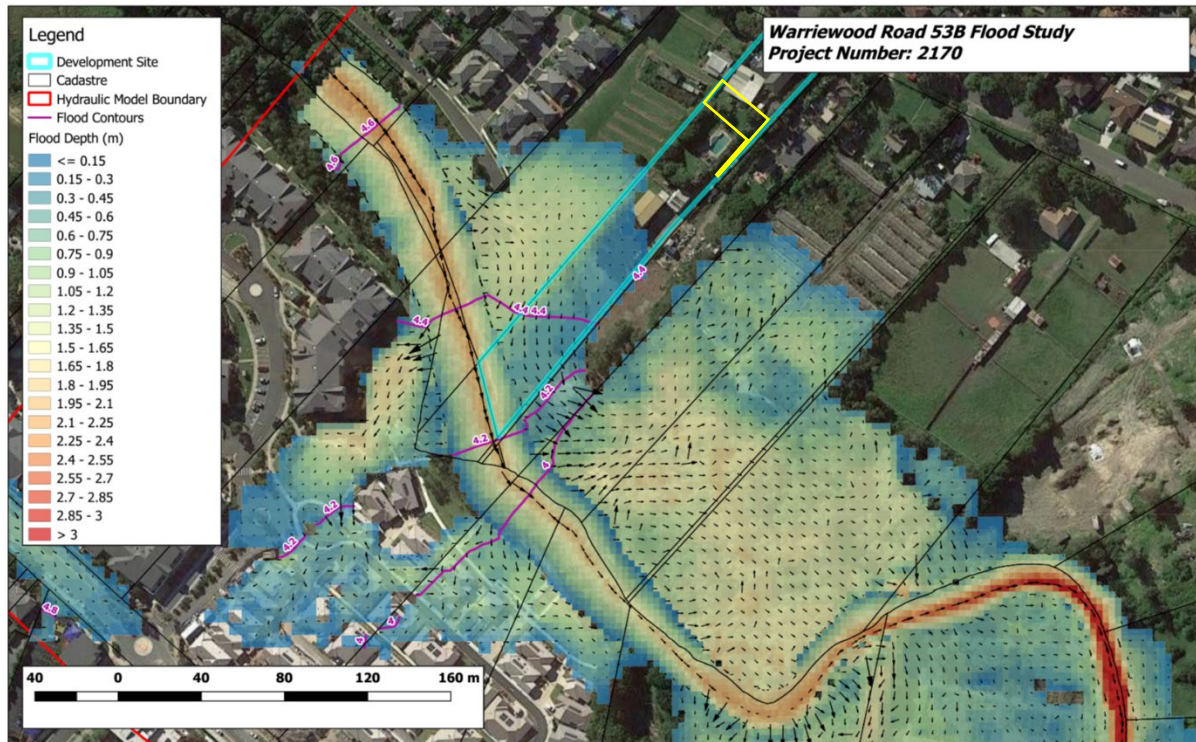 Warriewood Road 53B Flood Study
Project Number: 2170
Legend
Development Site
Cadastre
Hydraulic Model Boundary
Flood Contours
Flood Depth (m)
<= 0.15
0.15 - 0.3
0.3 - 0.45
0.45 - 0.6
0.6 - 0.75
0.75 - 0.9
0.9 - 1.05
1.05 - 1.2
1.2 - 1.35
1.35 - 1.5
1.5 - 1.65
1.65 - 1.8
1.8 - 1.95
1.95 - 2.1
2.1 - 2.25
2.25 - 2.4
2.4 - 2.55
2.55 - 2.7
2.7 - 2.85
2.85 - 3
> 3
4.6
4.6
4.4
4.4
4.4 4.4
4.2
4.2
4
4.2
4.2
4
4
4.8
40 0 40 80 120 160 m